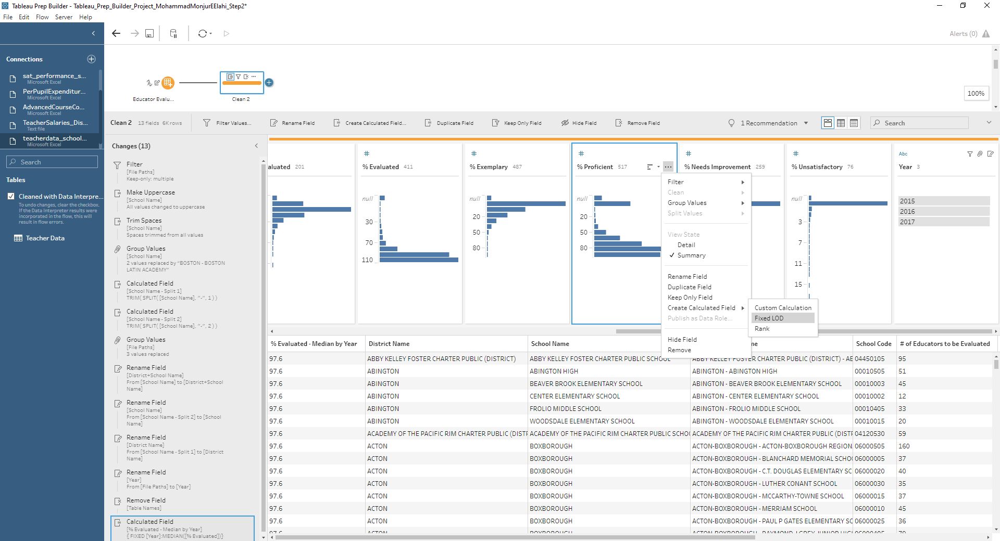 Tableau Prep Builder - Tableau_Prep_Builder_Project_MohammadMonjurEElahi_Step2*
File Edit Flow Server Help
Alerts (0)
Connections
sat_performance_s...
Microsoft Excel
PerPupilExpenditur...
Microsoft Excel
AdvancedCourseCo...
Microsoft Excel
TeacherSalaries_Dis...
Text file
teacherdata_school...
Microsoft Excel
Search
Tables
Cleaned with Data Interpre...
To undo changes, clear the checkbox.
If the Data Interpreter results were
incorporated in the flow, this will
result in flow errors.
Teacher Data
Educator Evalu...
Clean 2
100%
Clean 2 13 fields 6K rows
Filter Values...
Rename Field
Create Calculated Field...
Duplicate Field
Keep Only Field
Hide Field
Remove Field
1 Recommendation
Search
Changes (13)
Filter
[File Paths]
Keep-only: multiple
Make Uppercase
[School Name]
All values changed to uppercase
Trim Spaces
[School Name]
Spaces trimmed from all values
Group Values
[School Name]
2 values replaced by “BOSTON - BOSTON
LATIN ACADEMY”
Calculated Field
[School Name - Split 1]
TRIM( SPLIT( [School Name], "-", 1 ) )
Calculated Field
[School Name - Split 2]
TRIM( SPLIT( [School Name], "-", 2 ) )
Group Values
[File Paths]
3 values replaced
Rename Field
[District+School Name]
From [School Name] to [District+School
Name]
Rename Field
[School Name]
From [School Name - Split 2] to [School
Name]
Rename Field
[District Name]
From [School Name - Split 1] to [District
Name]
Rename Field
[Year]
From [File Paths] to [Year]
Remove Field
[Table Names]
Calculated Field
[% Evaluated - Median by Year]
{ FIXED [Year]:MEDIAN([% Evaluated])}
aluated 201
% Evaluated 411
null
30
70
110
% Exemplary 487
null
20
50
80
% Proficient 517
null
20
50
80
% Needs Improvement 259
% Unsatisfactory 76
null
3
7
11
15
Abc
Year 3
2015
2016
2017
Filter
Clean
Group Values
Split Values
View State
Detail
Summary
Rename Field
Duplicate Field
Keep Only Field
Create Calculated Field
Publish as Data Role...
Hide Field
Remove
Custom Calculation
Fixed LOD
Rank
% Evaluated - Median by Year District Name School Name me School Code # of Educators to be Evaluated
97.6 ABBY KELLEY FOSTER CHARTER PUBLIC (DISTRICT) ABBY KELLEY FOSTER CHARTER PUBLIC SCHOOL ABBY KELLEY FOSTER CHARTER PUBLIC (DISTRICT) - AB 04450105 95
97.6 ABINGTON ABINGTON HIGH ABINGTON - ABINGTON HIGH 00010505 51
97.6 ABINGTON BEAVER BROOK ELEMENTARY SCHOOL ABINGTON - BEAVER BROOK ELEMENTARY SCHOOL 00010003 45
97.6 ABINGTON CENTER ELEMENTARY SCHOOL ABINGTON - CENTER ELEMENTARY SCHOOL 00010002 12
97.6 ABINGTON FROLIO MIDDLE SCHOOL ABINGTON - FROLIO MIDDLE SCHOOL 00010405 33
97.6 ABINGTON WOODSDALE ELEMENTARY SCHOOL ABINGTON - WOODSDALE ELEMENTARY SCHOOL 00010015 20
97.6 ACADEMY OF THE PACIFIC RIM CHARTER PUBLIC (DISTR ACADEMY OF THE PACIFIC RIM CHARTER PUBLIC SCHOO ACADEMY OF THE PACIFIC RIM CHARTER PUBLIC (DISTR 04120530 59
97.6 ACTON BOXBOROUGH ACTON-BOXBOROUGH - ACTON-BOXBOROUGH REGION 06000505 160
97.6 ACTON BOXBOROUGH ACTON-BOXBOROUGH - BLANCHARD MEMORIAL SCHO 06000005 37
97.6 ACTON BOXBOROUGH ACTON-BOXBOROUGH - C.T. DOUGLAS ELEMENTARY SC 06000020 40
97.6 ACTON BOXBOROUGH ACTON-BOXBOROUGH - LUTHER CONANT SCHOOL 06000030 35
97.6 ACTON BOXBOROUGH ACTON-BOXBOROUGH - MCCARTHY-TOWNE SCHOOL 06000015 37
97.6 ACTON BOXBOROUGH ACTON-BOXBOROUGH - MERRIAM SCHOOL 06000010 45
97.6 ACTON BOXBOROUGH ACTON-BOXBOROUGH - PAUL P GATES ELEMENTARY SC 06000025 36
97.6 ACTON BOXBOROUGH